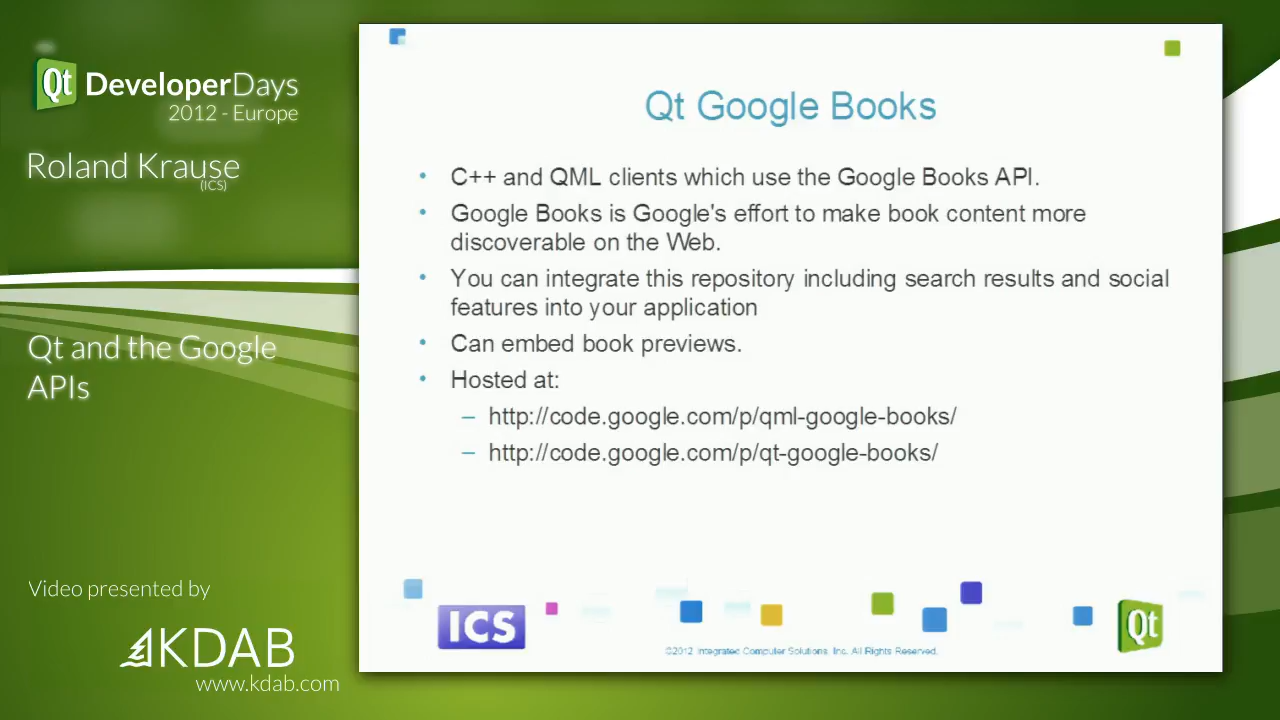 Qt DeveloperDays
2012 - Europe
Roland Krause
(ICS)
Qt and the Google
APIs
Video presented by
KDAB
www.kdab.com
Qt Google Books
• C++ and QML clients which use the Google Books API.
• Google Books is Google's effort to make book content more
discoverable on the Web.
• You can integrate this repository including search results and social
features into your application
• Can embed book previews.
• Hosted at:
– http://code.google.com/p/qml-google-books/
– http://code.google.com/p/qt-google-books/
ICS
©2012 Integrated Computer Solutions, Inc. All Rights Reserved.
Qt